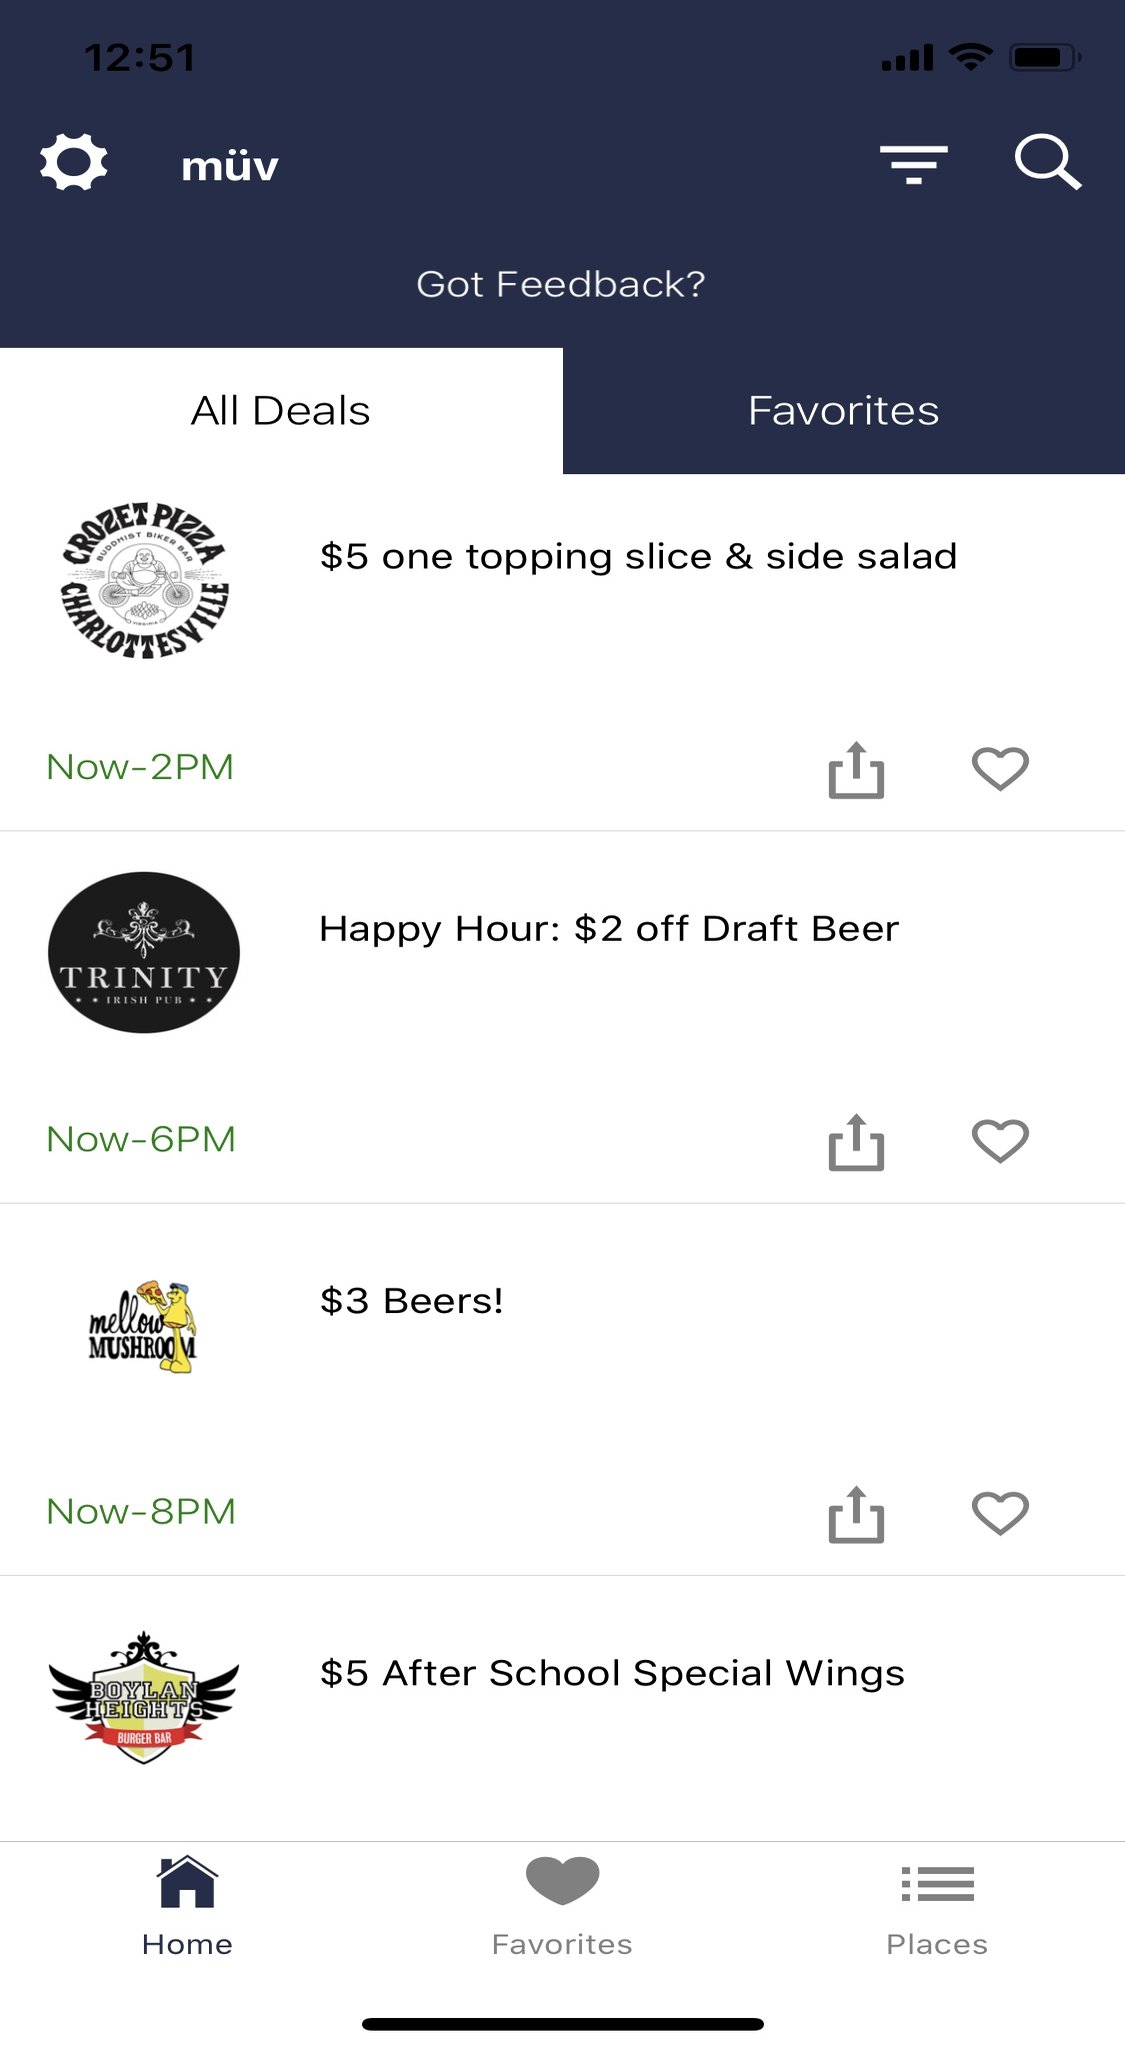 12:51
müv
Got Feedback?
All Deals
Favorites
CROZET PIZZA
BUDDHIST BIKER BAR
VIRGINIA
CHARLOTTESVILLE
$5 one topping slice & side salad
Now-2PM
TRINITY
IRISH PUB
Happy Hour: $2 off Draft Beer
Now-6PM
mellow
MUSHROOM
$3 Beers!
Now-8PM
BOYLAN
HEIGHTS
BURGER BAR
$5 After School Special Wings
Home
Favorites
Places